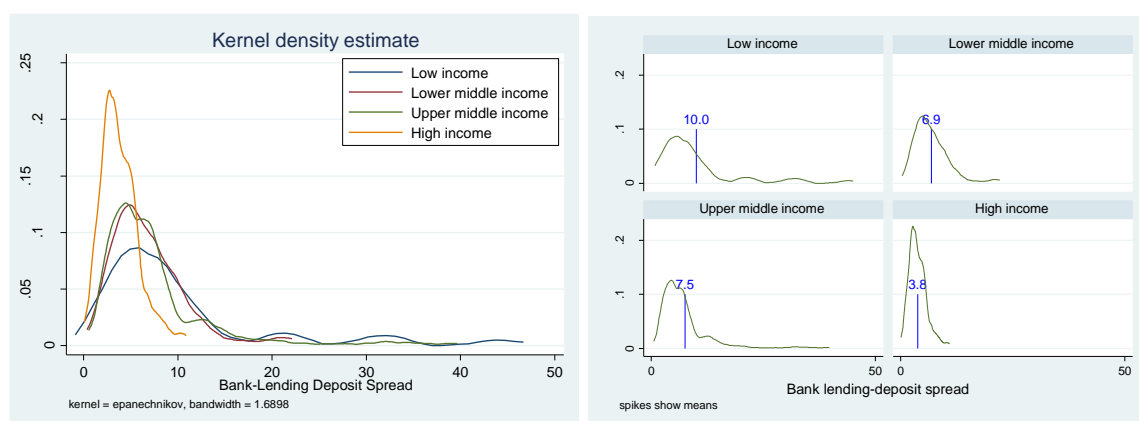 Kernel density estimate
.25
.2
.15
.1
.05
0
Low income
Lower middle income
Upper middle income
High income
0 10 20 30 40 50
Bank-Lending Deposit Spread
kernel = epanechnikov, bandwidth = 1.6898
Low income Lower middle income
.2
.1
0
10.0 6.9
Upper middle income High income
.2
.1
0
7.5 3.8
0 50 0 50
Bank lending-deposit spread
spikes show means